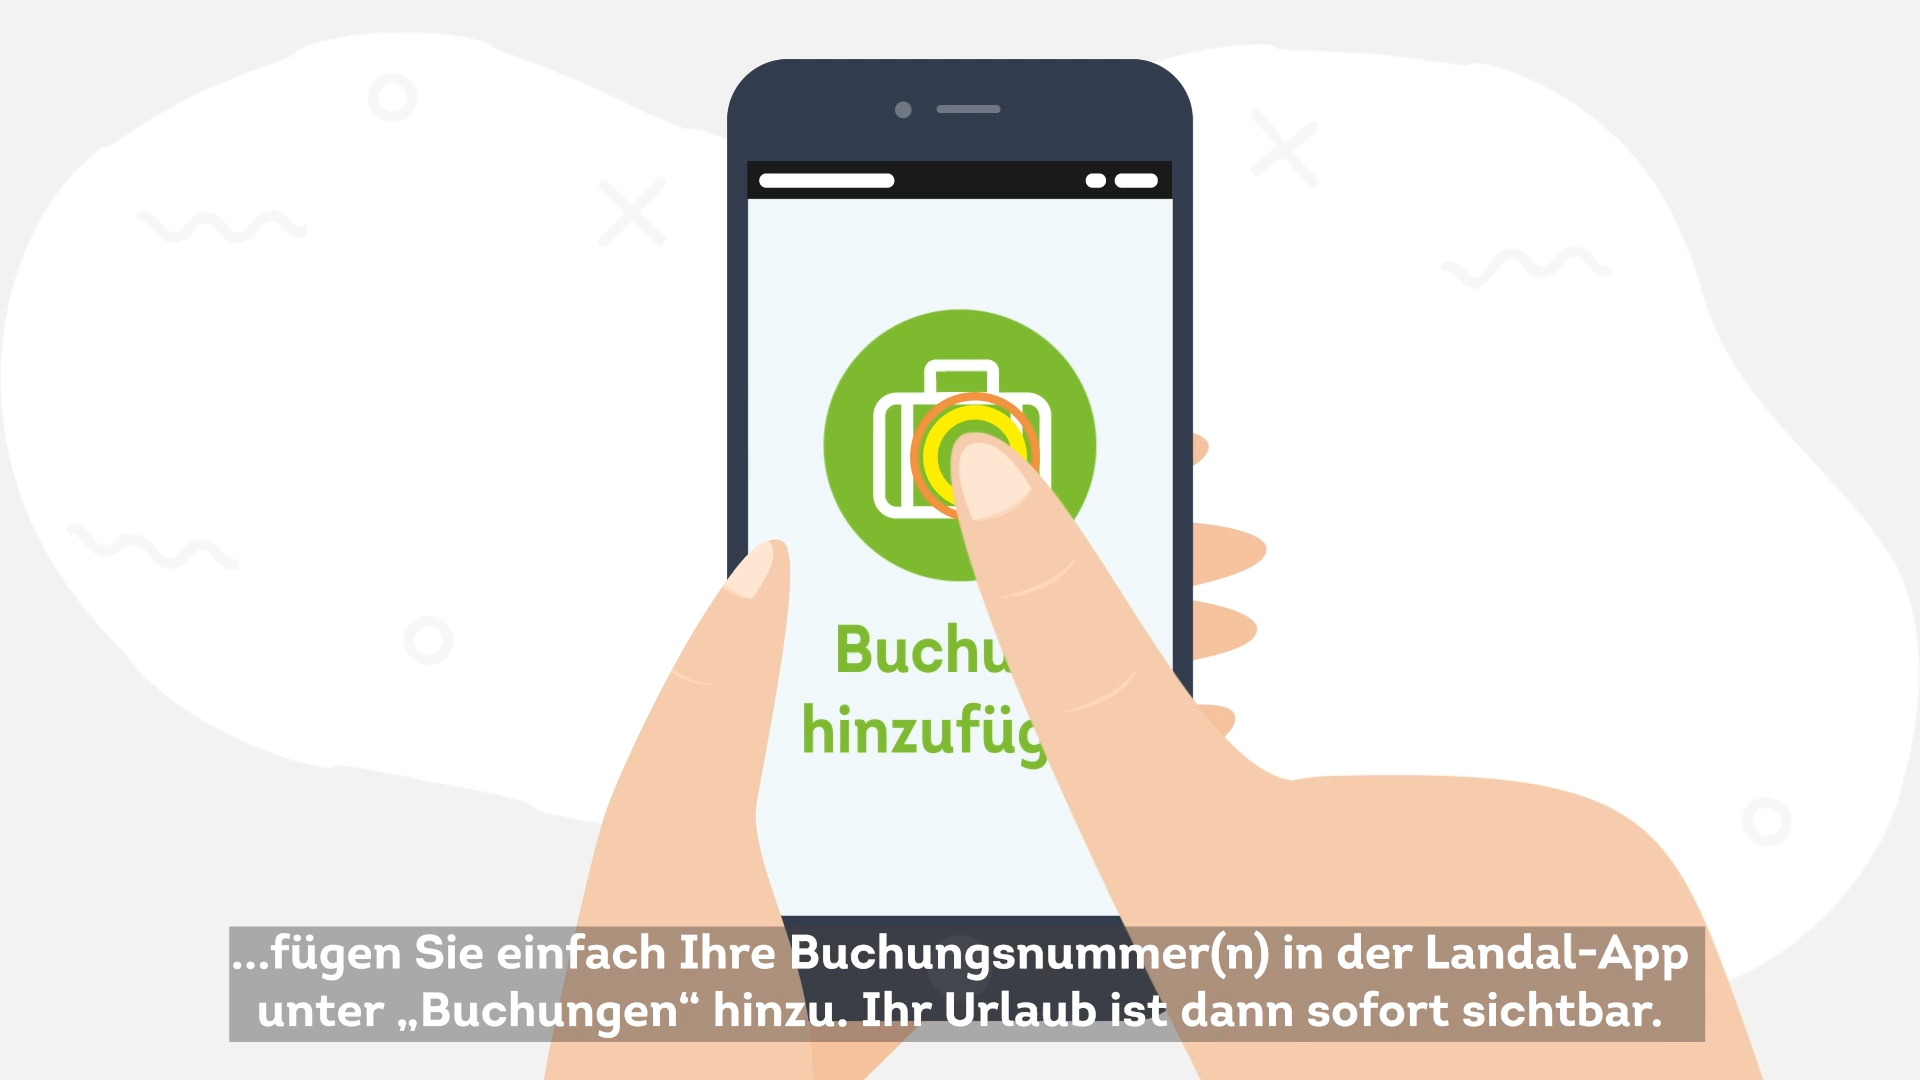 Buchu
hinzufüg
...fügen Sie einfach Ihre Buchungsnummer(n) in der Landal-App
unter „Buchungen“ hinzu. Ihr Urlaub ist dann sofort sichtbar.